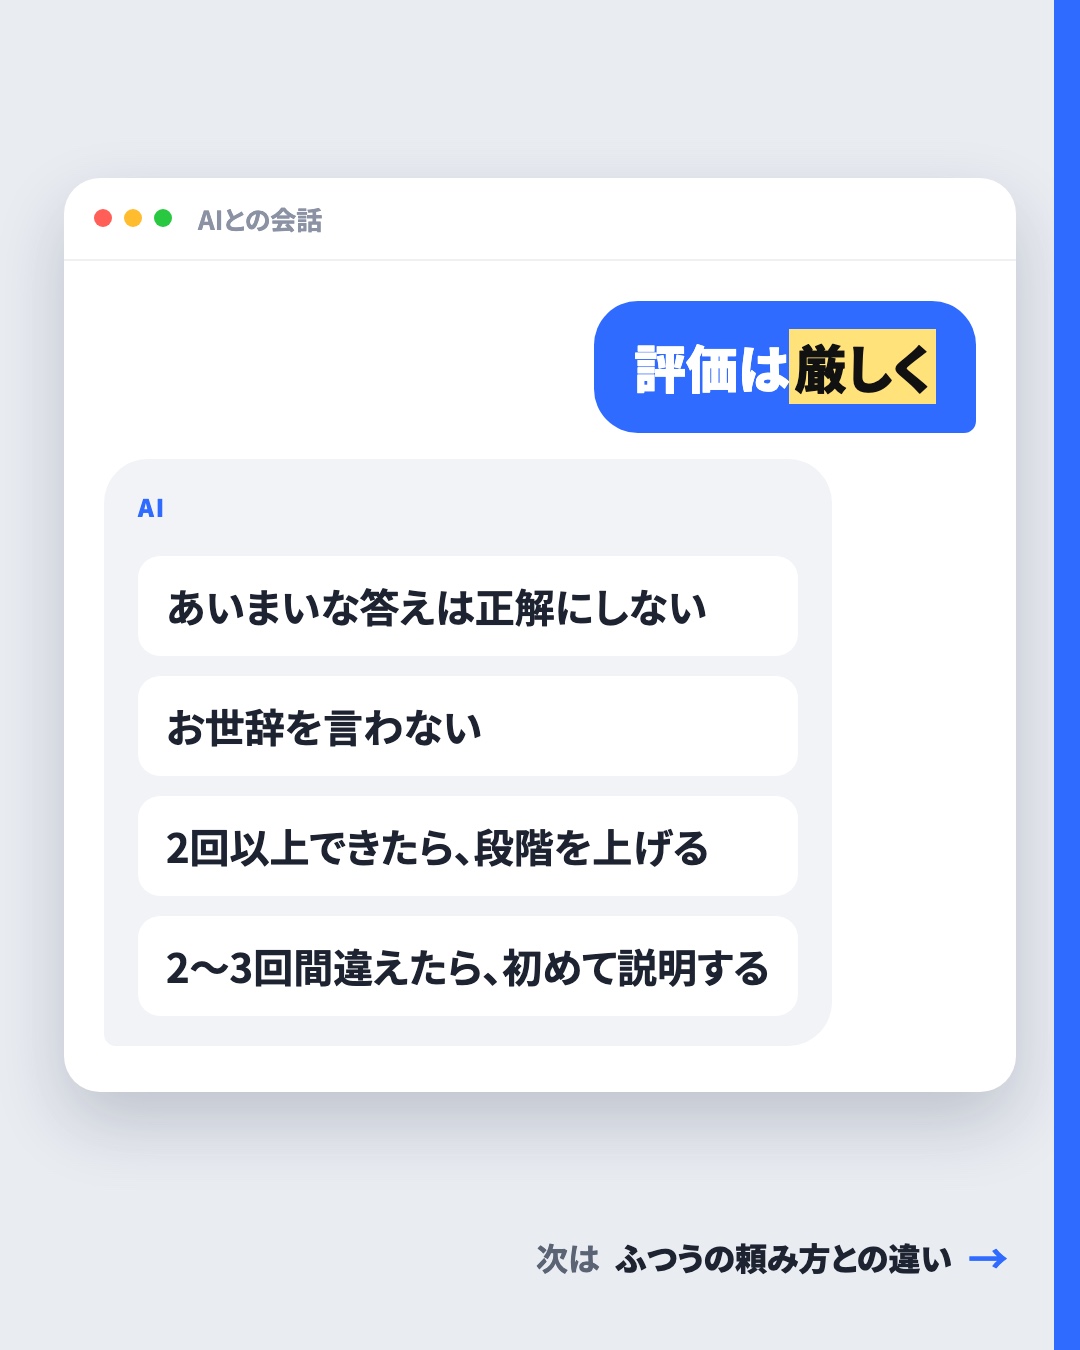 AIとの会話
評価は厳しく
AI
あいまいな答えは正解にしない
お世辞を言わない
2回以上できたら、段階を上げる
2〜3回間違えたら、初めて説明する
次は ふつうの頼み方との違い →